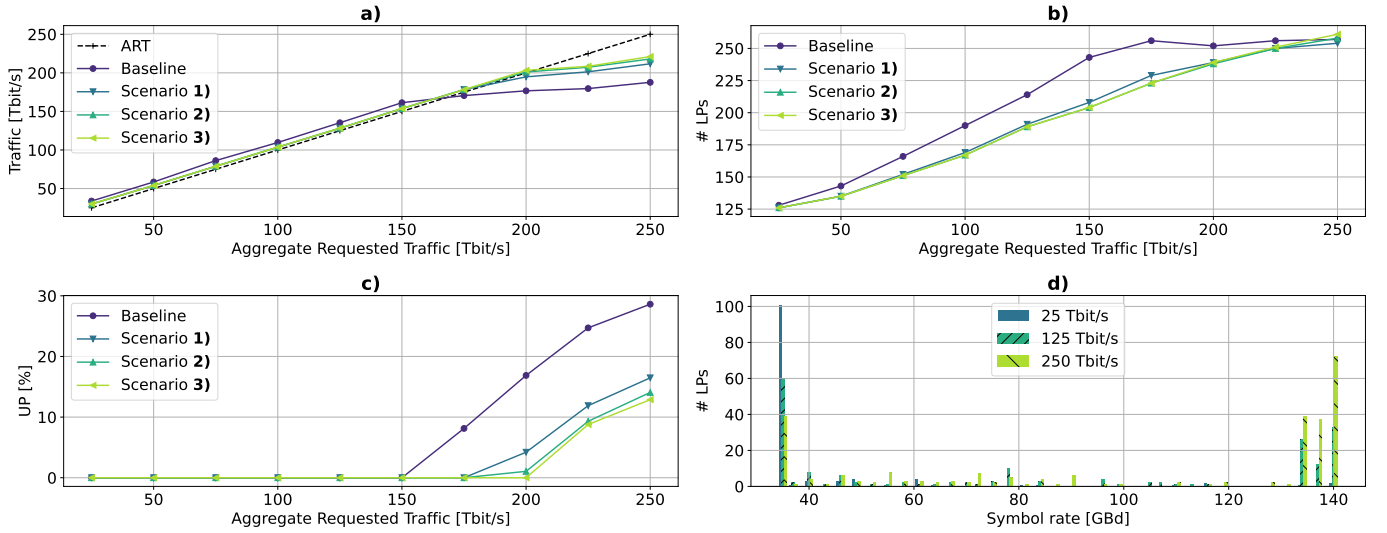 a)
Traffic [Tbit/s]
250
200
150
100
50
ART
Baseline
Scenario 1)
Scenario 2)
Scenario 3)
50 100 150 200 250
Aggregate Requested Traffic [Tbit/s]
b)
# LPs
250
225
200
175
150
125
Baseline
Scenario 1)
Scenario 2)
Scenario 3)
50 100 150 200 250
Aggregate Requested Traffic [Tbit/s]
c)
UP [%]
30
20
10
0
Baseline
Scenario 1)
Scenario 2)
Scenario 3)
50 100 150 200 250
Aggregate Requested Traffic [Tbit/s]
d)
# LPs
100
80
60
40
20
0
25 Tbit/s
125 Tbit/s
250 Tbit/s
40 60 80 100 120 140
Symbol rate [GBd]